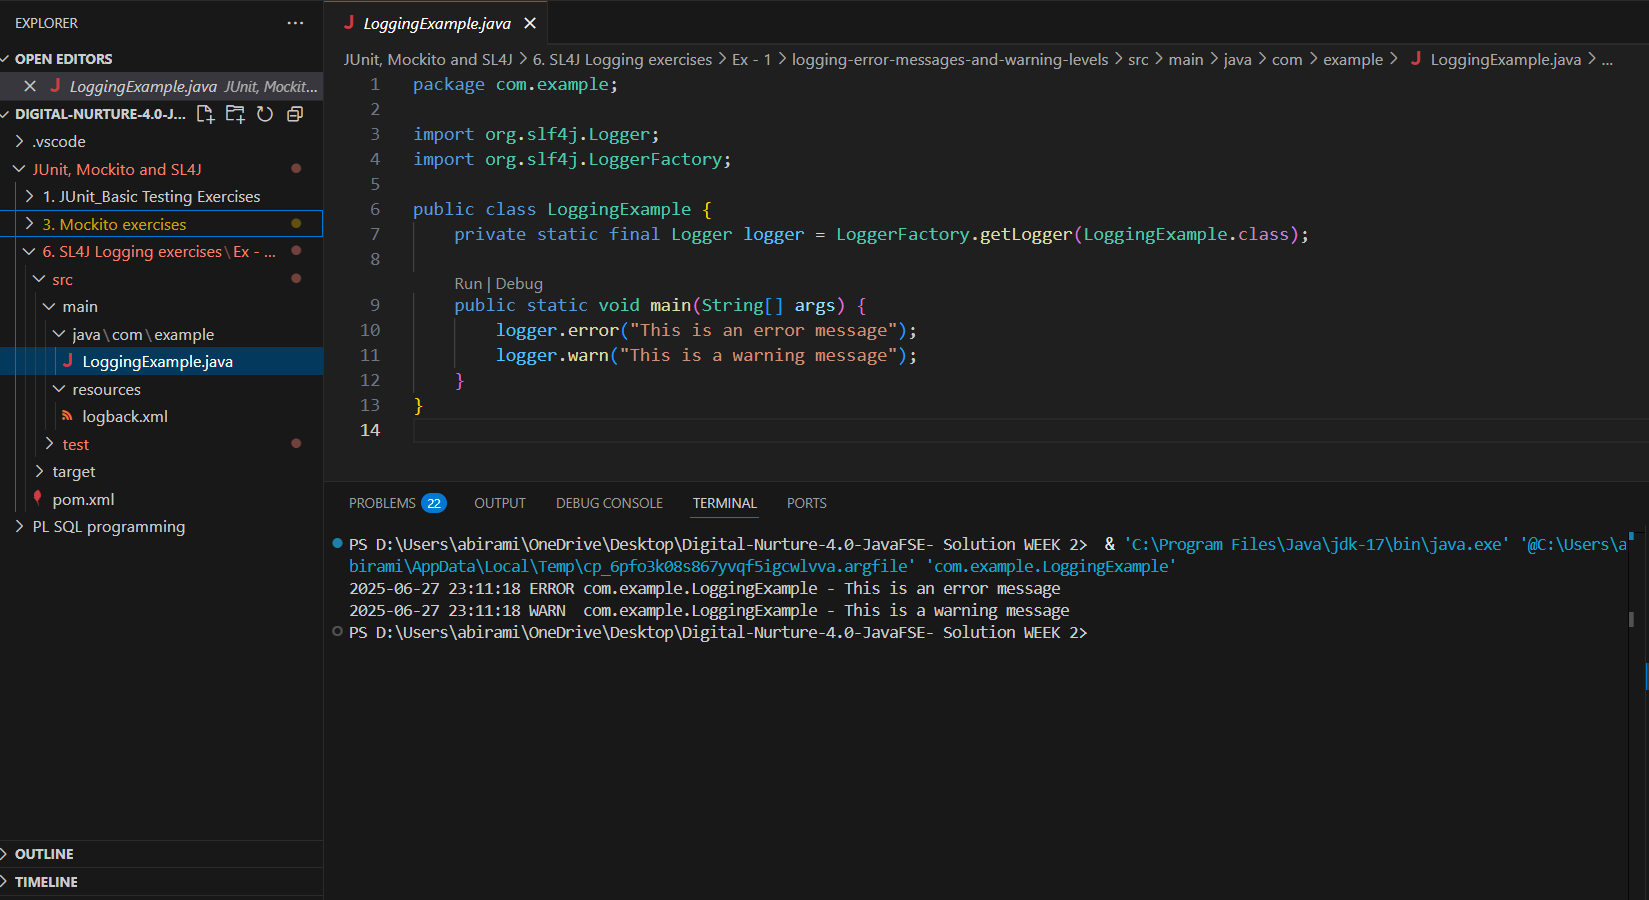 EXPLORER
...
OPEN EDITORS
LoggingExample.java JUnit, Mockit...
DIGITAL-NURTURE-4.0-J...
.vscode
JUnit, Mockito and SL4J
1. JUnit_Basic Testing Exercises
3. Mockito exercises
6. SL4J Logging exercises\Ex - ...
src
main
java\com\example
LoggingExample.java
resources
logback.xml
test
target
pom.xml
PL SQL programming
OUTLINE
TIMELINE
LoggingExample.java
JUnit, Mockito and SL4J > 6. SL4J Logging exercises > Ex - 1 > logging-error-messages-and-warning-levels > src > main > java > com > example > LoggingExample.java > ...
1 package com.example;
2
3 import org.slf4j.Logger;
4 import org.slf4j.LoggerFactory;
5
6 public class LoggingExample {
7 private static final Logger logger = LoggerFactory.getLogger(LoggingExample.class);
8
Run | Debug
9 public static void main(String[] args) {
10 logger.error("This is an error message");
11 logger.warn("This is a warning message");
12 }
13 }
14
PROBLEMS 22 OUTPUT DEBUG CONSOLE TERMINAL PORTS
PS D:\Users\abirami\OneDrive\Desktop\Digital-Nurture-4.0-JavaFSE- Solution WEEK 2> & 'C:\Program Files\Java\jdk-17\bin\java.exe' '@C:\Users\a
birami\AppData\Local\Temp\cp_6pfo3k08s867yvqf5igcwlvva.argfile' 'com.example.LoggingExample'
2025-06-27 23:11:18 ERROR com.example.LoggingExample - This is an error message
2025-06-27 23:11:18 WARN  com.example.LoggingExample - This is a warning message
PS D:\Users\abirami\OneDrive\Desktop\Digital-Nurture-4.0-JavaFSE- Solution WEEK 2>